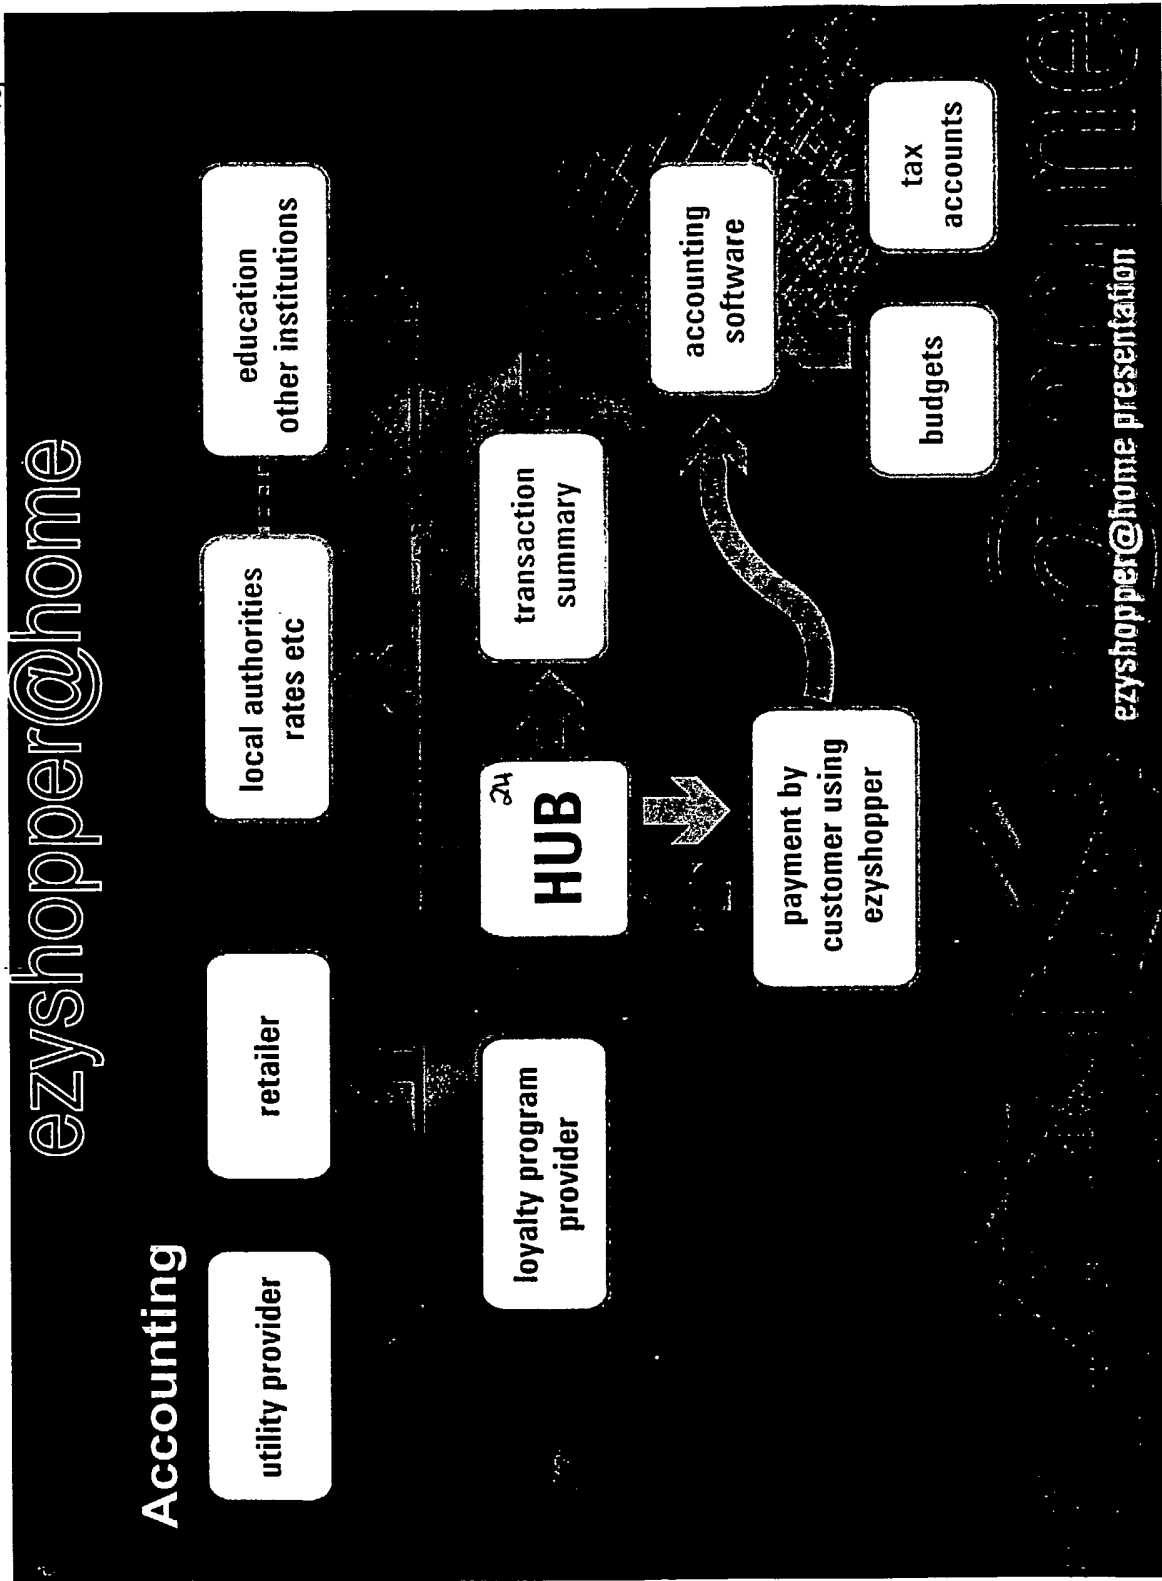 ezyshopper@home
Accounting
utility provider
retailer
local authorities
rates etc
education
other institutions
loyalty program
provider
HUB
24
transaction
summary
payment by
customer using
ezyshopper
accounting
software
budgets
tax
accounts
ezyshopper@home presentation